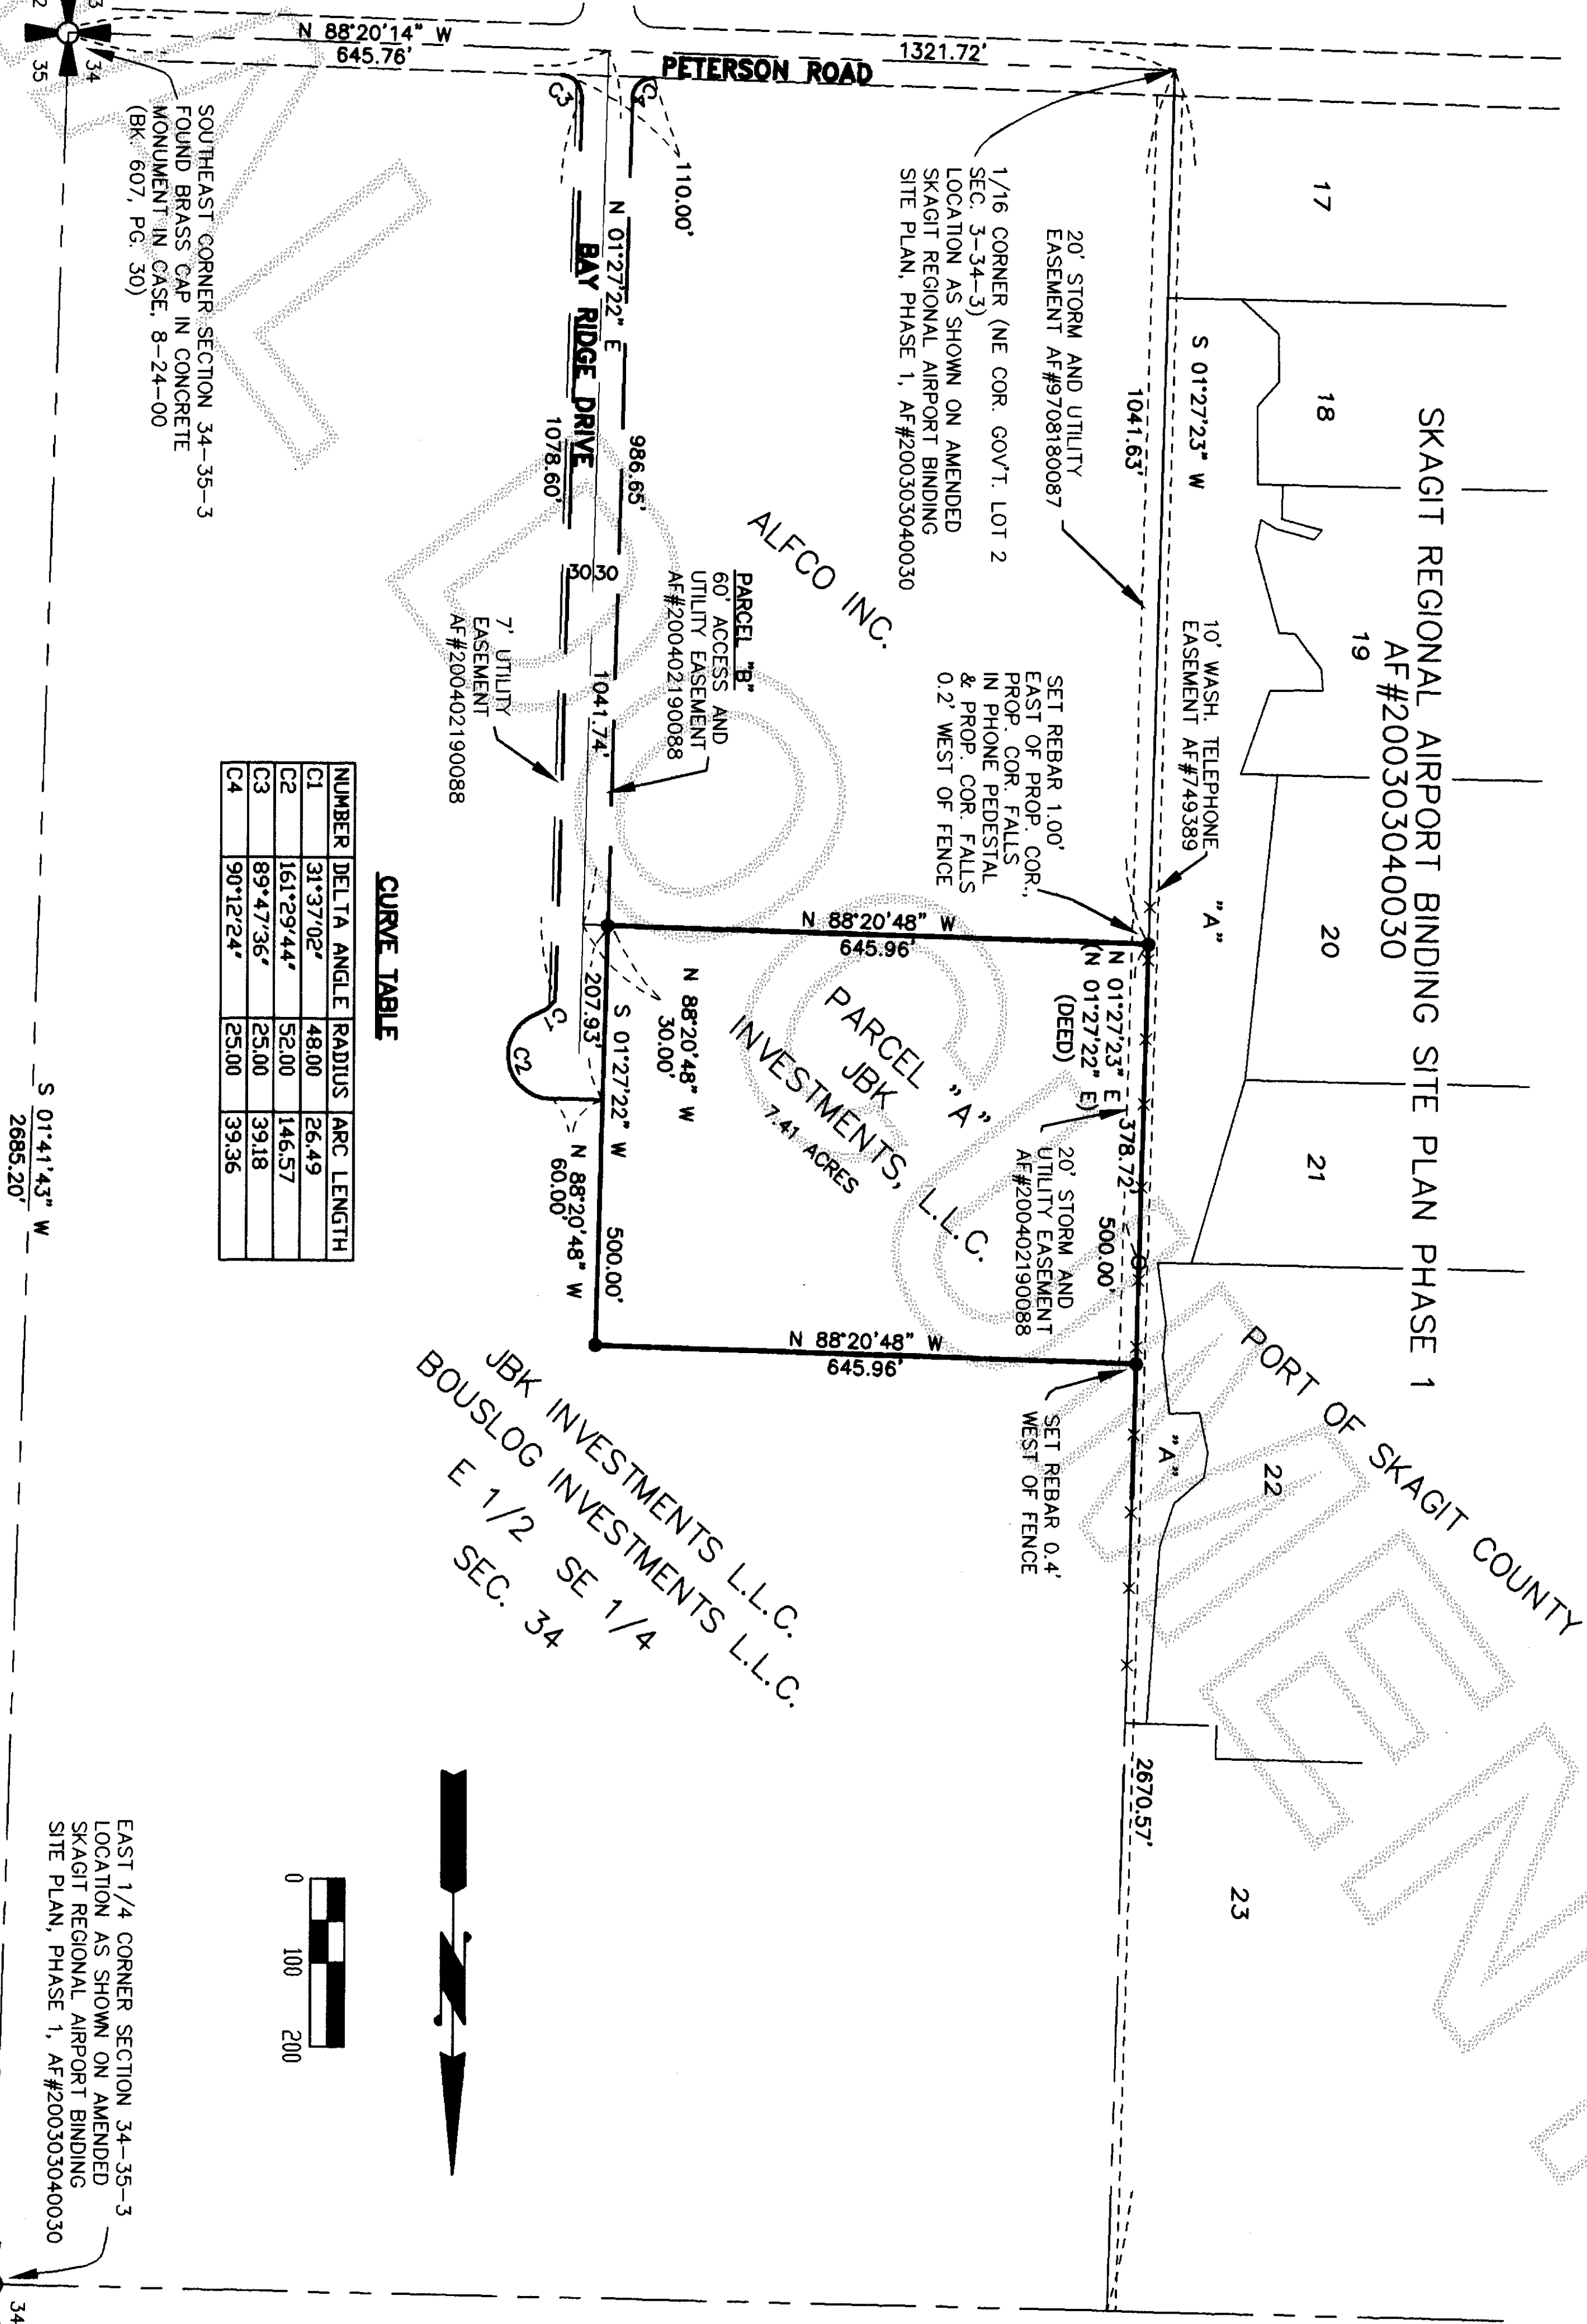 SKAGIT REGIONAL AIRPORT BINDING SITE PLAN PHASE 1
AF#200303040030
17
18
19
20
21
22
23
"A"
"A"
PORT OF SKAGIT COUNTY
S 01°27'23" W
1041.63'
10' WASH. TELEPHONE
EASEMENT AF#749389
20' STORM AND UTILITY
EASEMENT AF#9708180087
1/16 CORNER (NE COR. GOV'T. LOT 2
SEC. 3-34-3)
LOCATION AS SHOWN ON AMENDED
SKAGIT REGIONAL AIRPORT BINDING
SITE PLAN, PHASE 1, AF#200303040030
SET REBAR 1.00'
EAST OF PROP. COR.,
PROP. COR. FALLS
IN PHONE PEDESTAL
& PROP. COR. FALLS
0.2' WEST OF FENCE
N 01°27'23" E
(N 01°27'22" E)
(DEED)
378.72'
500.00'
20' STORM AND
UTILITY EASEMENT
AF#200402190088
SET REBAR 0.4'
WEST OF FENCE
2670.57'
N 88°20'14" W
645.76'
1321.72'
PETERSON ROAD
ALFCO INC.
N 88°20'48" W
645.96'
PARCEL "A"
JBK
INVESTMENTS, L.L.C.
7.41 ACRES
N 88°20'48" W
645.96'
110.00'
C4
C3
N 01°27'22" E
986.65'
BAY RIDGE DRIVE
1078.60'
3030
PARCEL "B"
60' ACCESS AND
UTILITY EASEMENT
AF#200402190088
1041.74'
7' UTILITY
EASEMENT
AF#200402190088
N 88°20'48" W
30.00'
207.93'
S 01°27'22" W
500.00'
C1
C2
N 88°20'48" W
60.00'
JBK INVESTMENTS L.L.C.
BOUSLOG INVESTMENTS L.L.C.
E 1/2 SE 1/4
SEC. 34
CURVE TABLE
NUMBER DELTA ANGLE RADIUS ARC LENGTH
C1 31°37'02" 48.00 26.49
C2 161°29'44" 52.00 146.57
C3 89°47'36" 25.00 39.18
C4 90°12'24" 25.00 39.36
0 100 200
3
34
2
35
SOUTHEAST CORNER SECTION 34-35-3
FOUND BRASS CAP IN CONCRETE
MONUMENT IN CASE, 8-24-00
(BK. 607, PG. 30)
S 01°41'43" W
2685.20'
EAST 1/4 CORNER SECTION 34-35-3
LOCATION AS SHOWN ON AMENDED
SKAGIT REGIONAL AIRPORT BINDING
SITE PLAN, PHASE 1, AF#200303040030
34
AL DOCUMEN